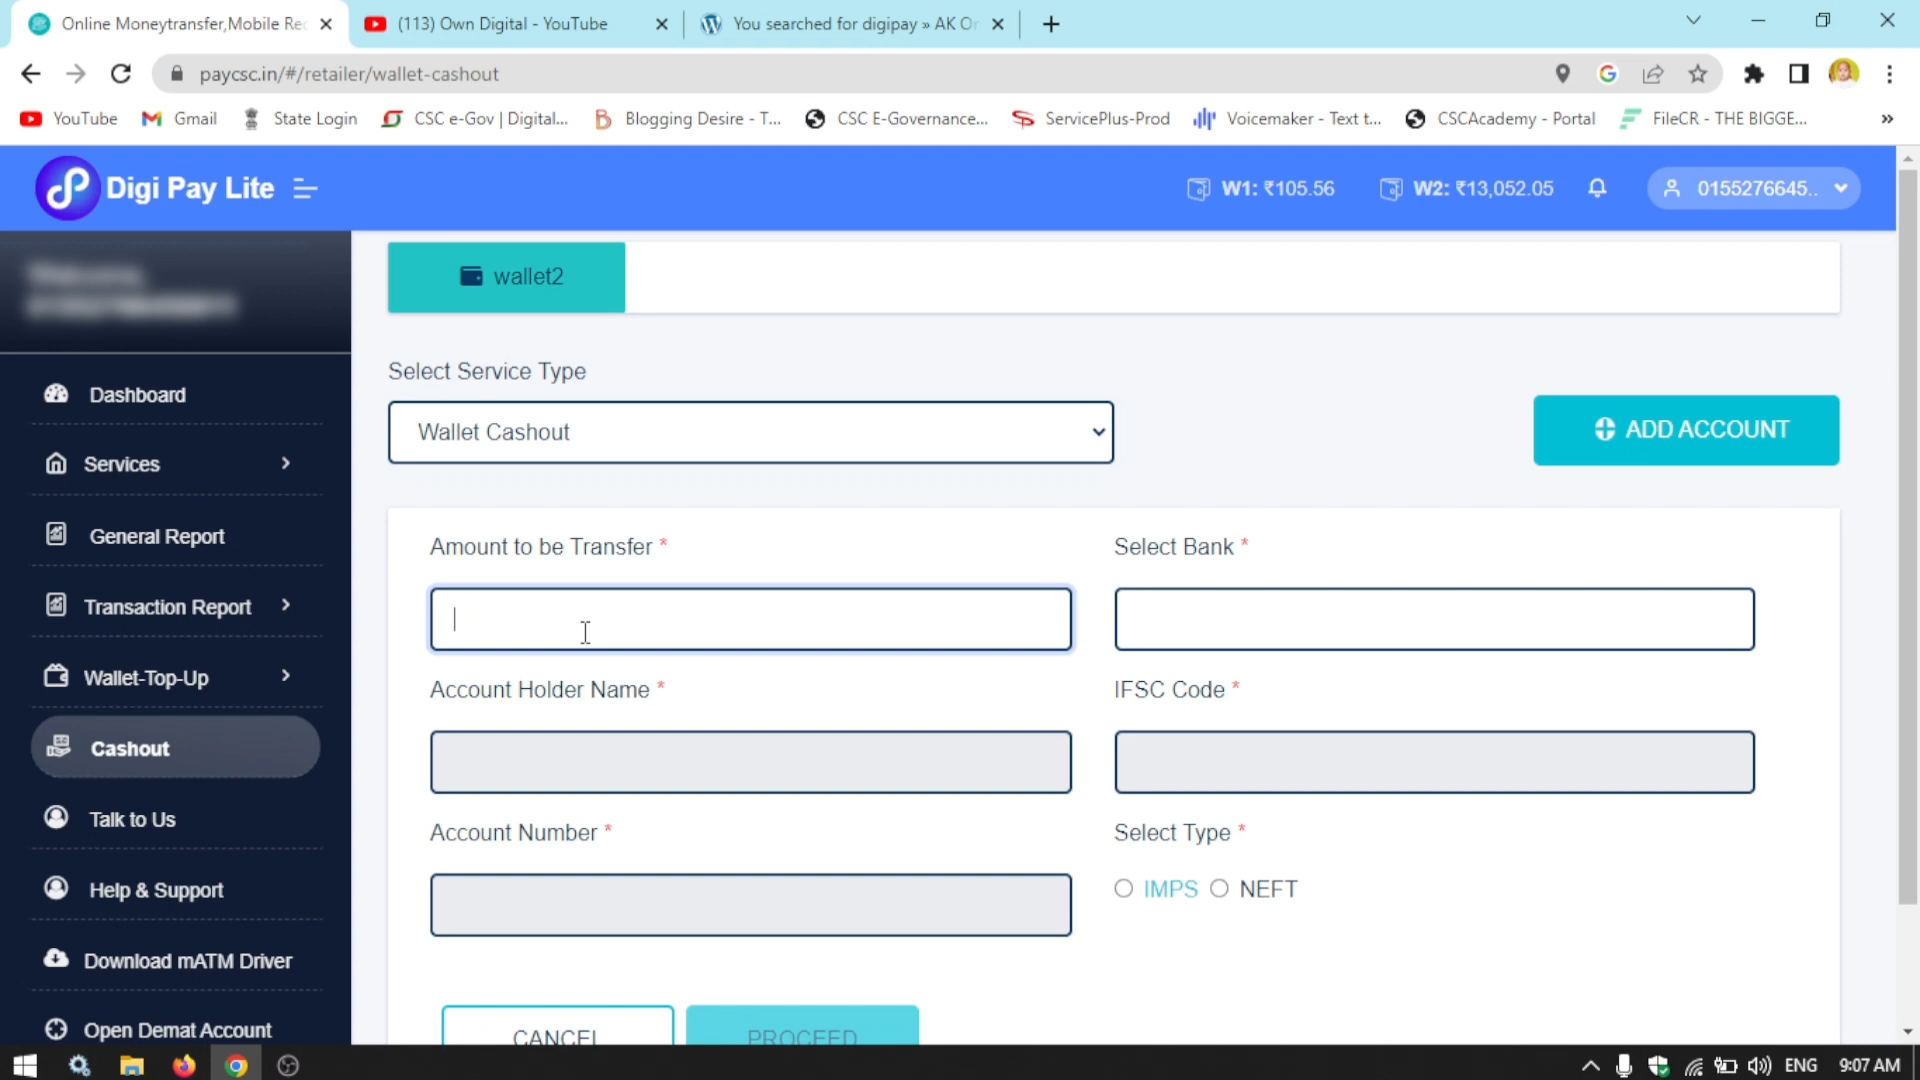 Online Moneytransfer,Mobile Rec
(113) Own Digital - YouTube
You searched for digipay » AK Or
paycsc.in/#/retailer/wallet-cashout
YouTube
Gmail
State Login
CSC e-Gov | Digital...
Blogging Desire - T...
CSC E-Governance...
ServicePlus-Prod
Voicemaker - Text t...
CSCAcademy - Portal
FileCR - THE BIGGE...
»
Digi Pay Lite
W1: ₹105.56
W2: ₹13,052.05
0155276645..
wallet2
Select Service Type
Wallet Cashout
ADD ACCOUNT
Dashboard
Services
General Report
Transaction Report
Wallet-Top-Up
Cashout
Talk to Us
Help & Support
Download mATM Driver
Open Demat Account
Amount to be Transfer *
Select Bank *
Account Holder Name *
IFSC Code *
Account Number *
Select Type *
IMPS
NEFT
CANCEL
PROCEED
ENG
9:07 AM